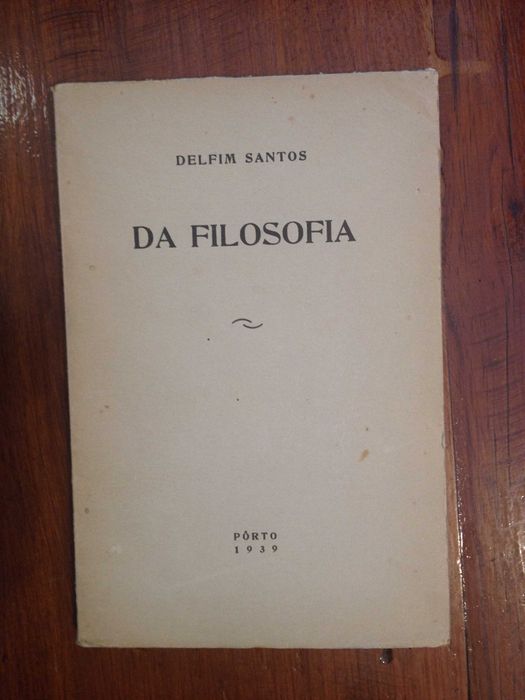 DELFIM SANTOS
DA FILOSOFIA
PÔRTO
1939